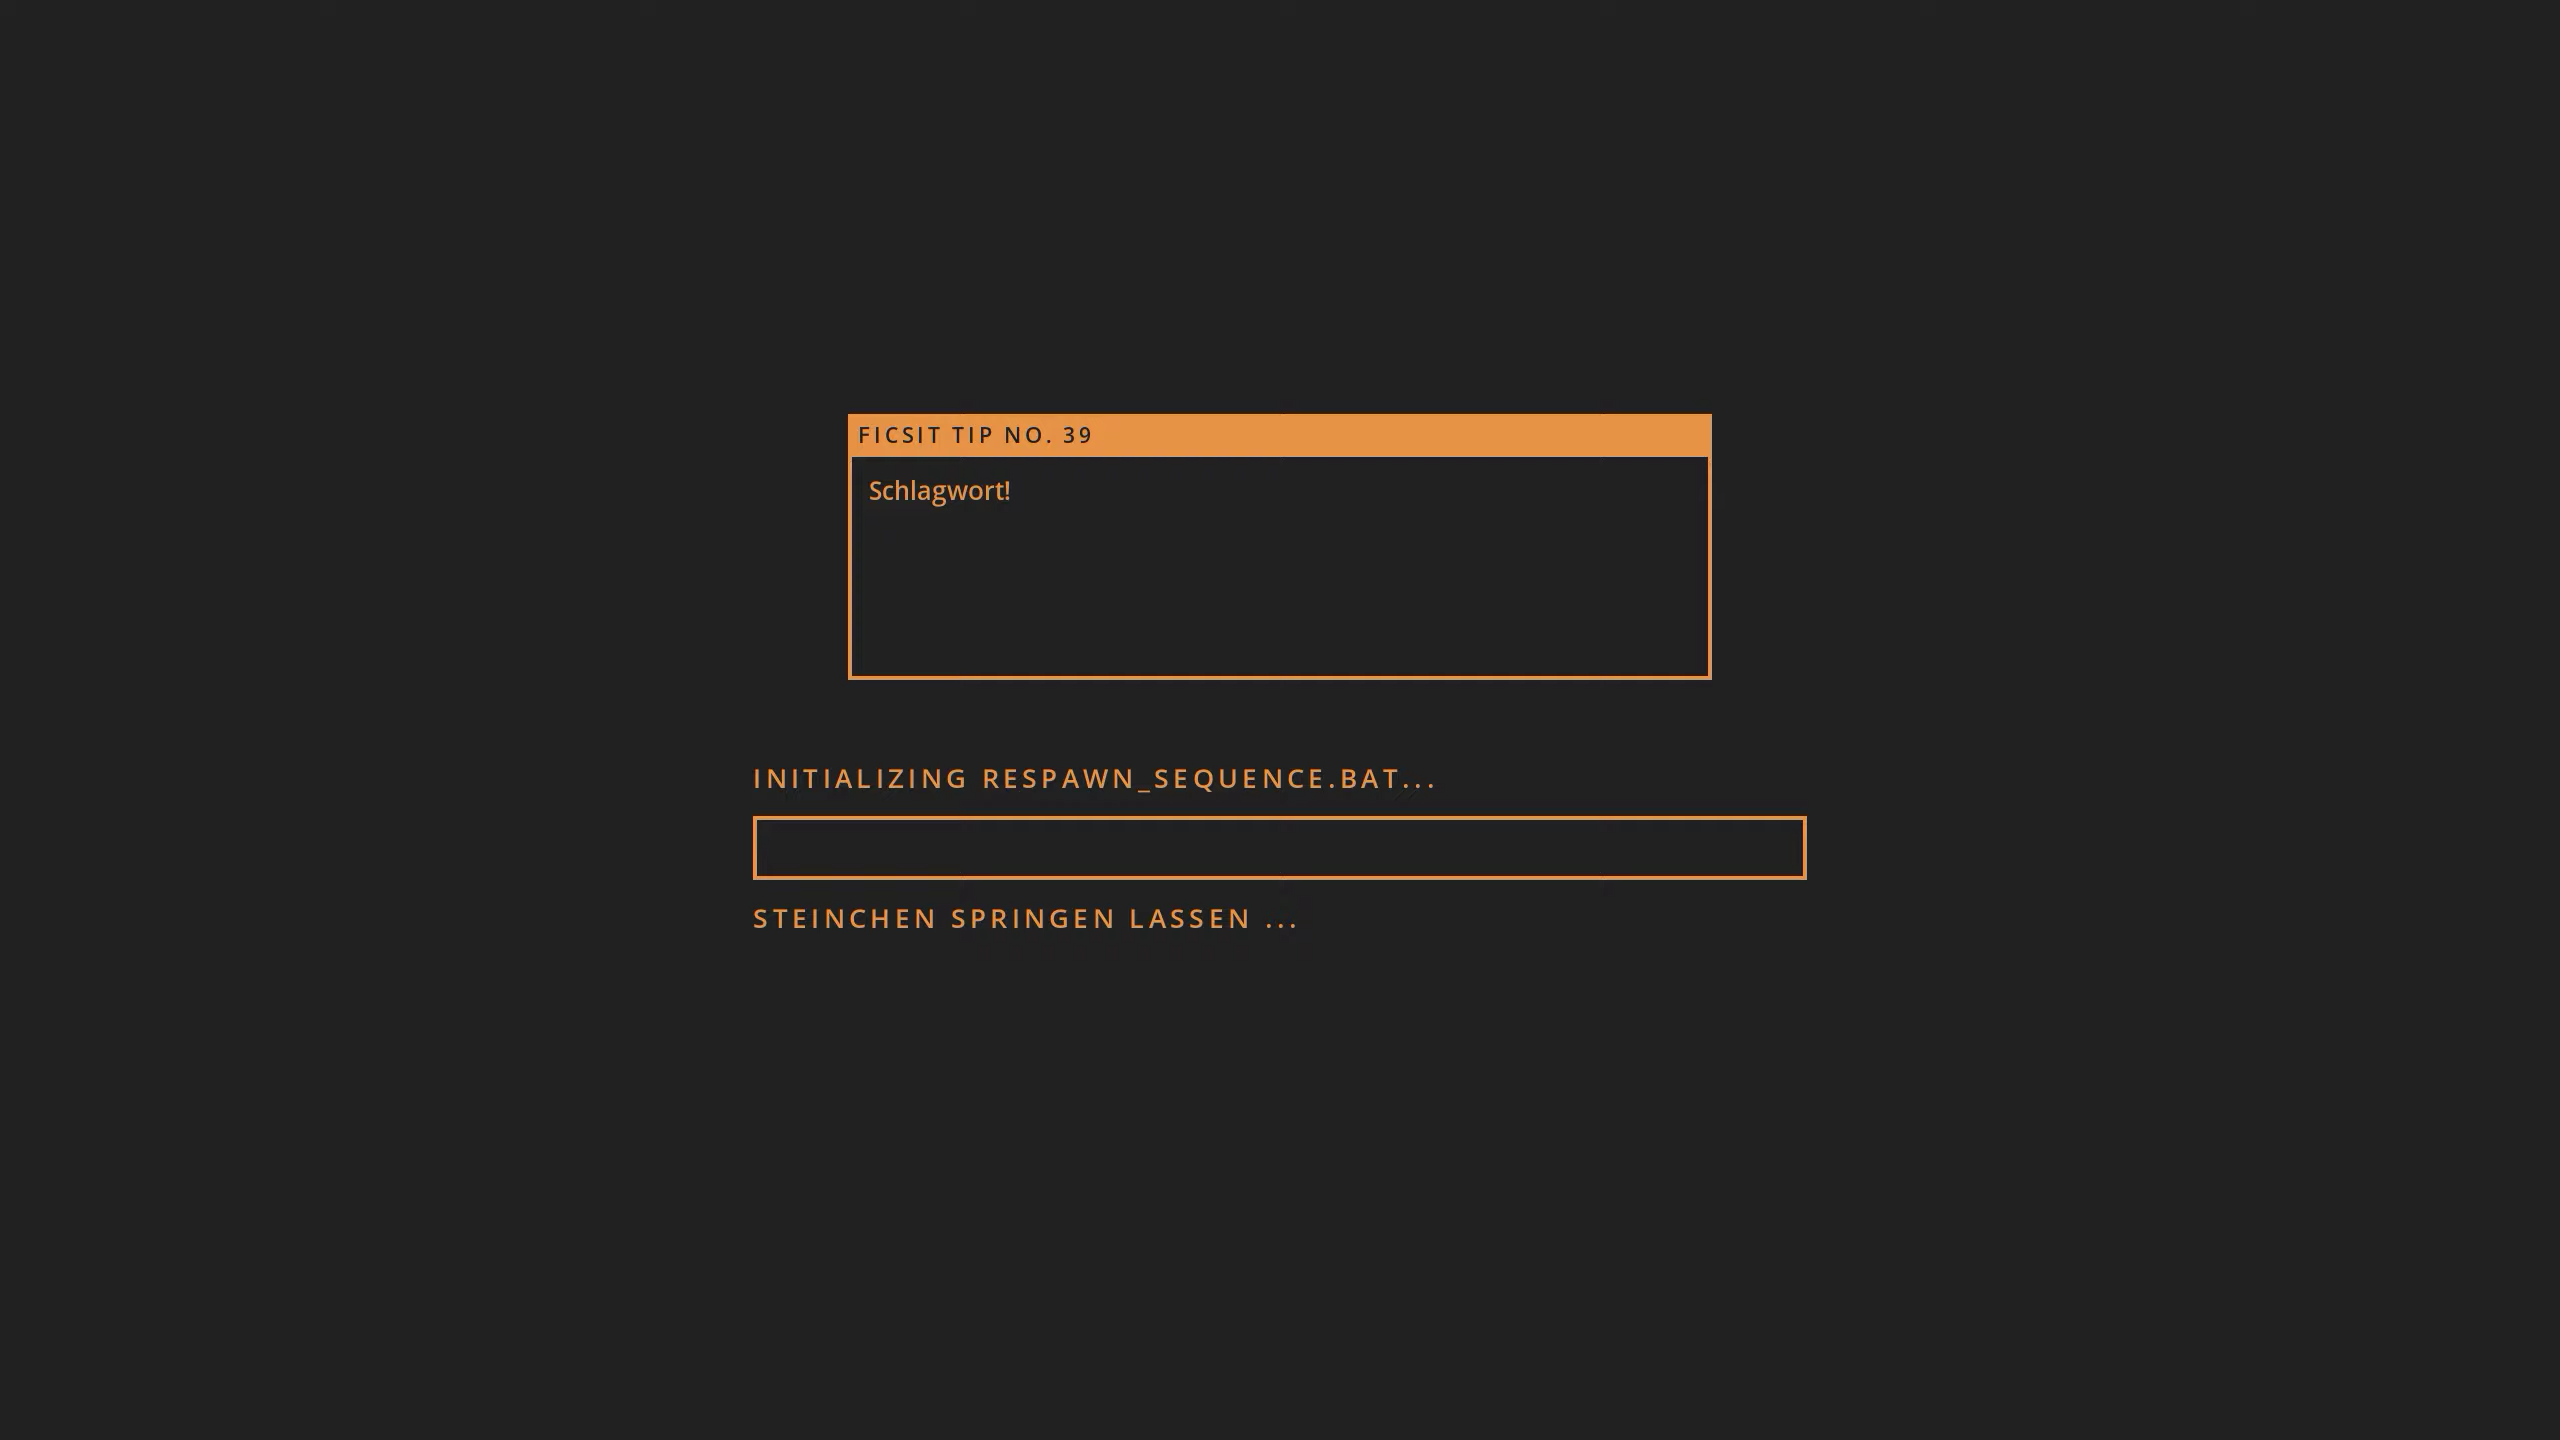 FICSIT TIP NO. 39
Schlagwort!
INITIALIZING RESPAWN_SEQUENCE.BAT...
STEINCHEN SPRINGEN LASSEN ...